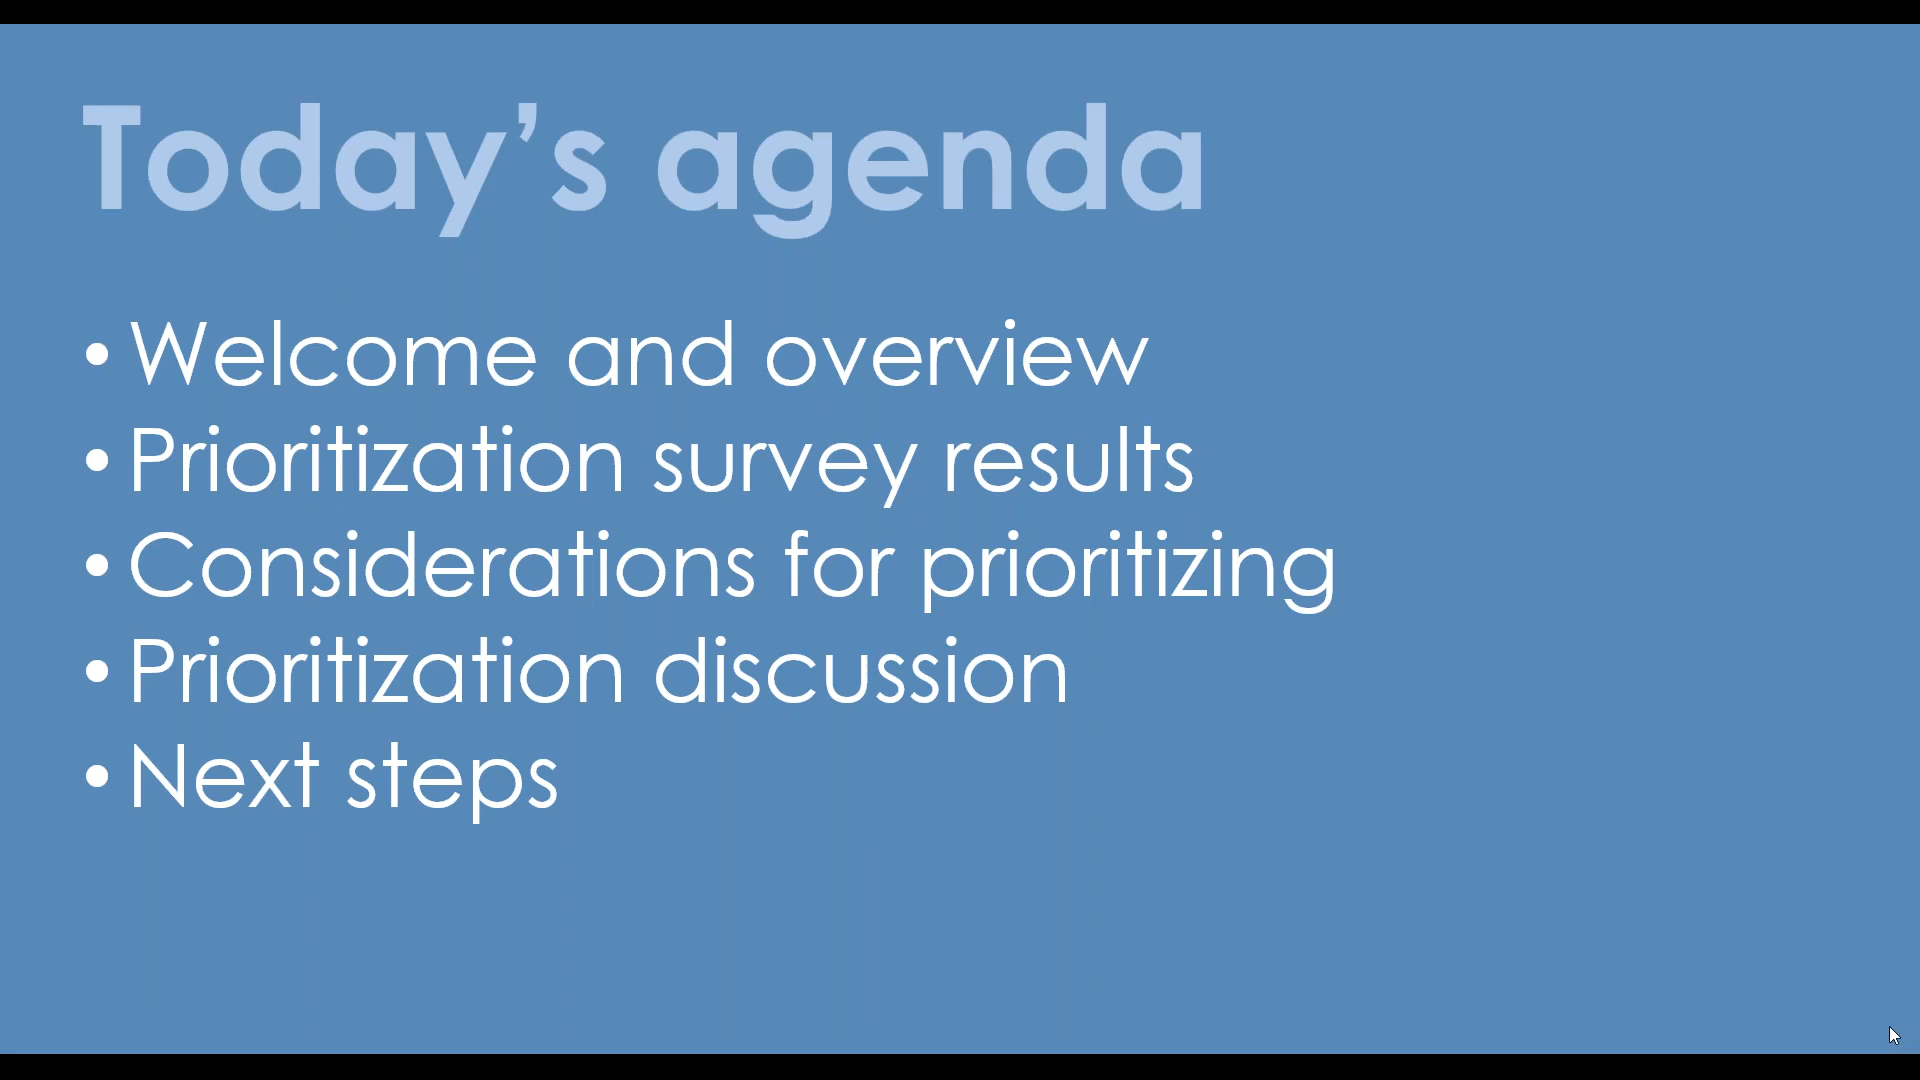 Today’s agenda
• Welcome and overview
• Prioritization survey results
• Considerations for prioritizing
• Prioritization discussion
• Next steps